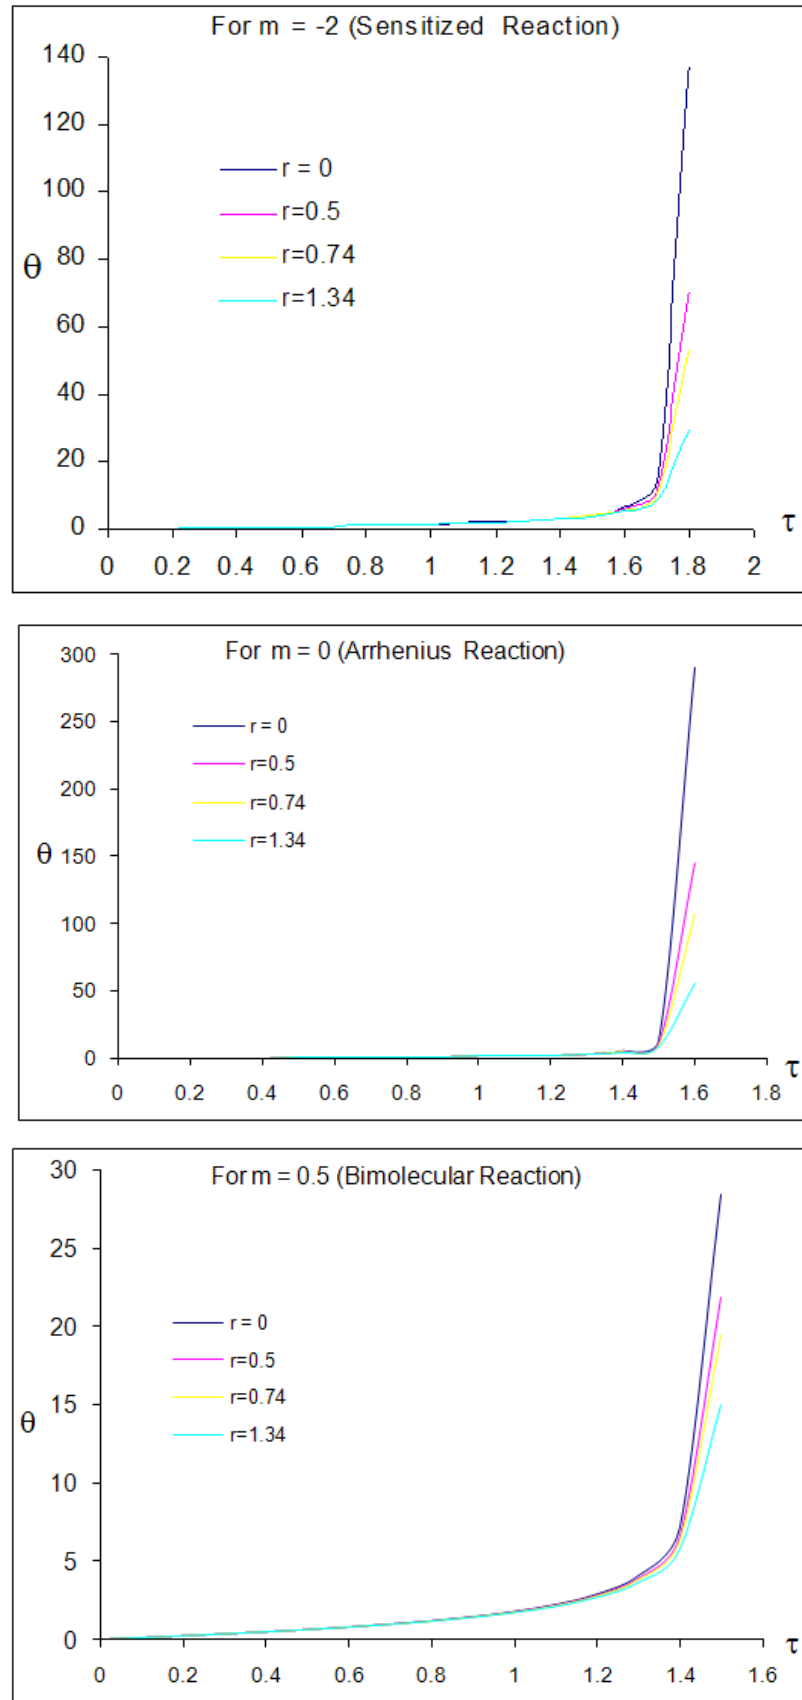 For m = -2 (Sensitized Reaction)
140
120
100
80
60
40
20
0
θ
r = 0
r=0.5
r=0.74
r=1.34
0 0.2 0.4 0.6 0.8 1 1.2 1.4 1.6 1.8 2
τ
For m = 0 (Arrhenius Reaction)
300
250
200
150
100
50
0
θ
r = 0
r=0.5
r=0.74
r=1.34
0 0.2 0.4 0.6 0.8 1 1.2 1.4 1.6 1.8
τ
For m = 0.5 (Bimolecular Reaction)
30
25
20
15
10
5
0
θ
r = 0
r=0.5
r=0.74
r=1.34
0 0.2 0.4 0.6 0.8 1 1.2 1.4 1.6
τ